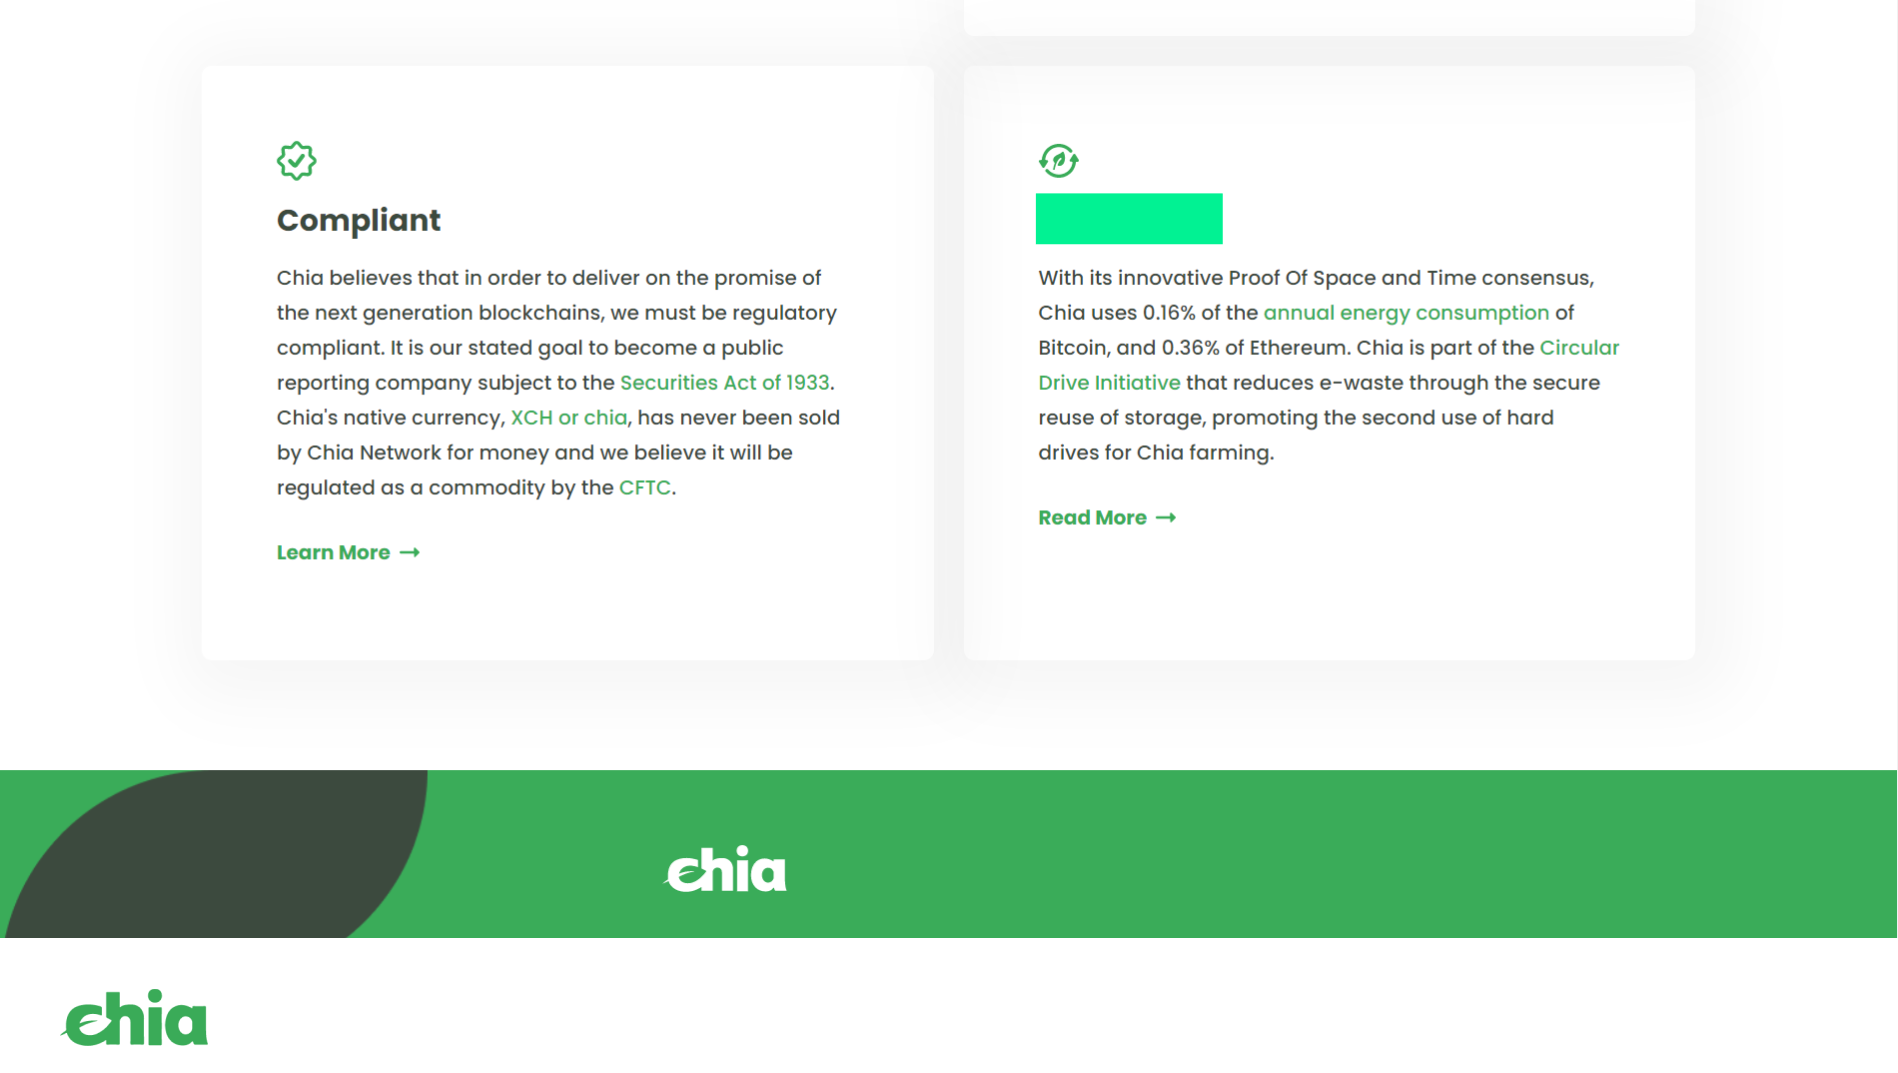 Compliant
Chia believes that in order to deliver on the promise of
the next generation blockchains, we must be regulatory
compliant. It is our stated goal to become a public
reporting company subject to the Securities Act of 1933.
Chia's native currency, XCH or chia, has never been sold
by Chia Network for money and we believe it will be
regulated as a commodity by the CFTC.
Learn More →
With its innovative Proof Of Space and Time consensus,
Chia uses 0.16% of the annual energy consumption of
Bitcoin, and 0.36% of Ethereum. Chia is part of the Circular
Drive Initiative that reduces e-waste through the secure
reuse of storage, promoting the second use of hard
drives for Chia farming.
Read More →
chia
chia